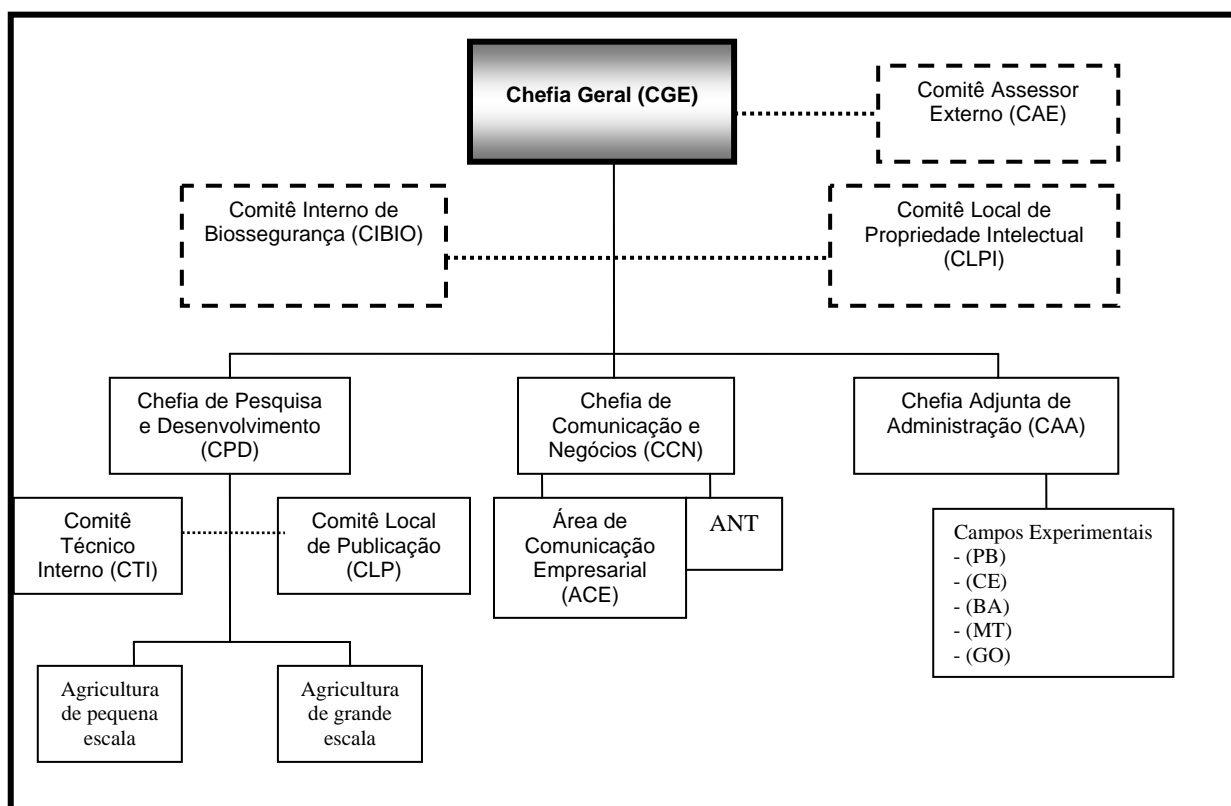 Chefia Geral (CGE)
Comitê Assessor
Externo (CAE)
Comitê Interno de
Biossegurança (CIBIO)
Comitê Local de
Propriedade Intelectual
(CLPI)
Chefia de Pesquisa
e Desenvolvimento
(CPD)
Chefia de
Comunicação e
Negócios (CCN)
Chefia Adjunta de
Administração (CAA)
Comitê
Técnico
Interno (CTI)
Comitê Local
de Publicação
(CLP)
Área de
Comunicação
Empresarial
(ACE)
ANT
Campos Experimentais
- (PB)
- (CE)
- (BA)
- (MT)
- (GO)
Agricultura
de pequena
escala
Agricultura
de grande
escala